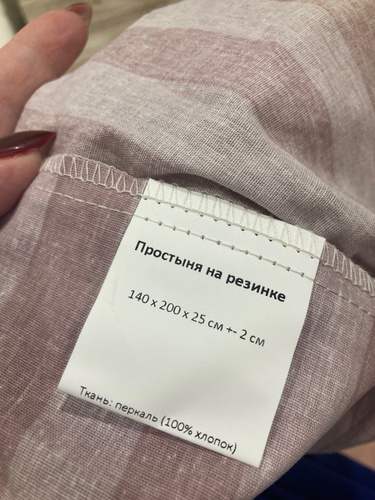 Простыня на резинке
140 x 200 x 25 см +- 2 см
Ткань: перкаль (100% хлопок)